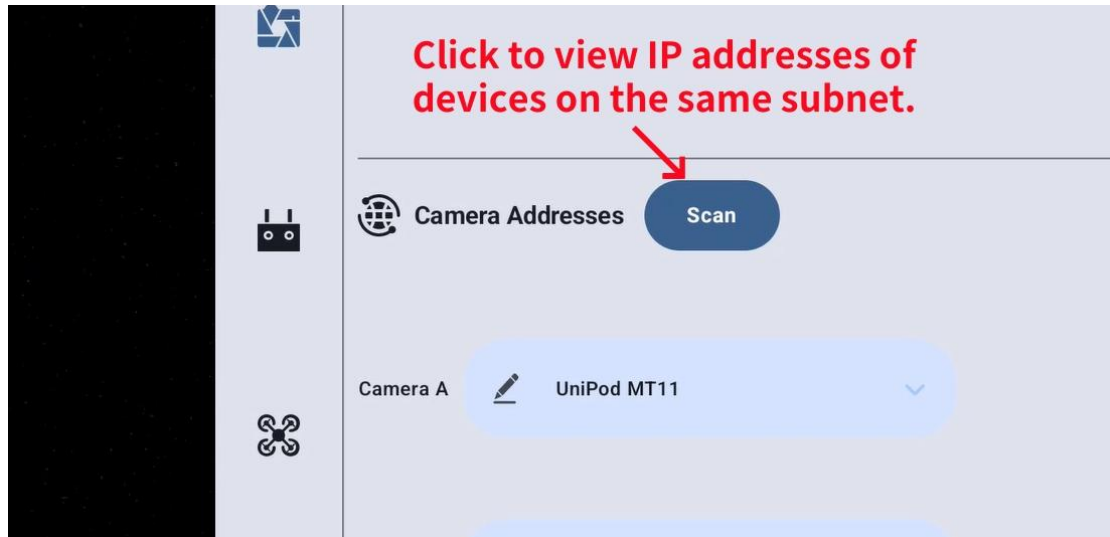 Click to view IP addresses of
devices on the same subnet.
Camera Addresses Scan
Camera A UniPod MT11